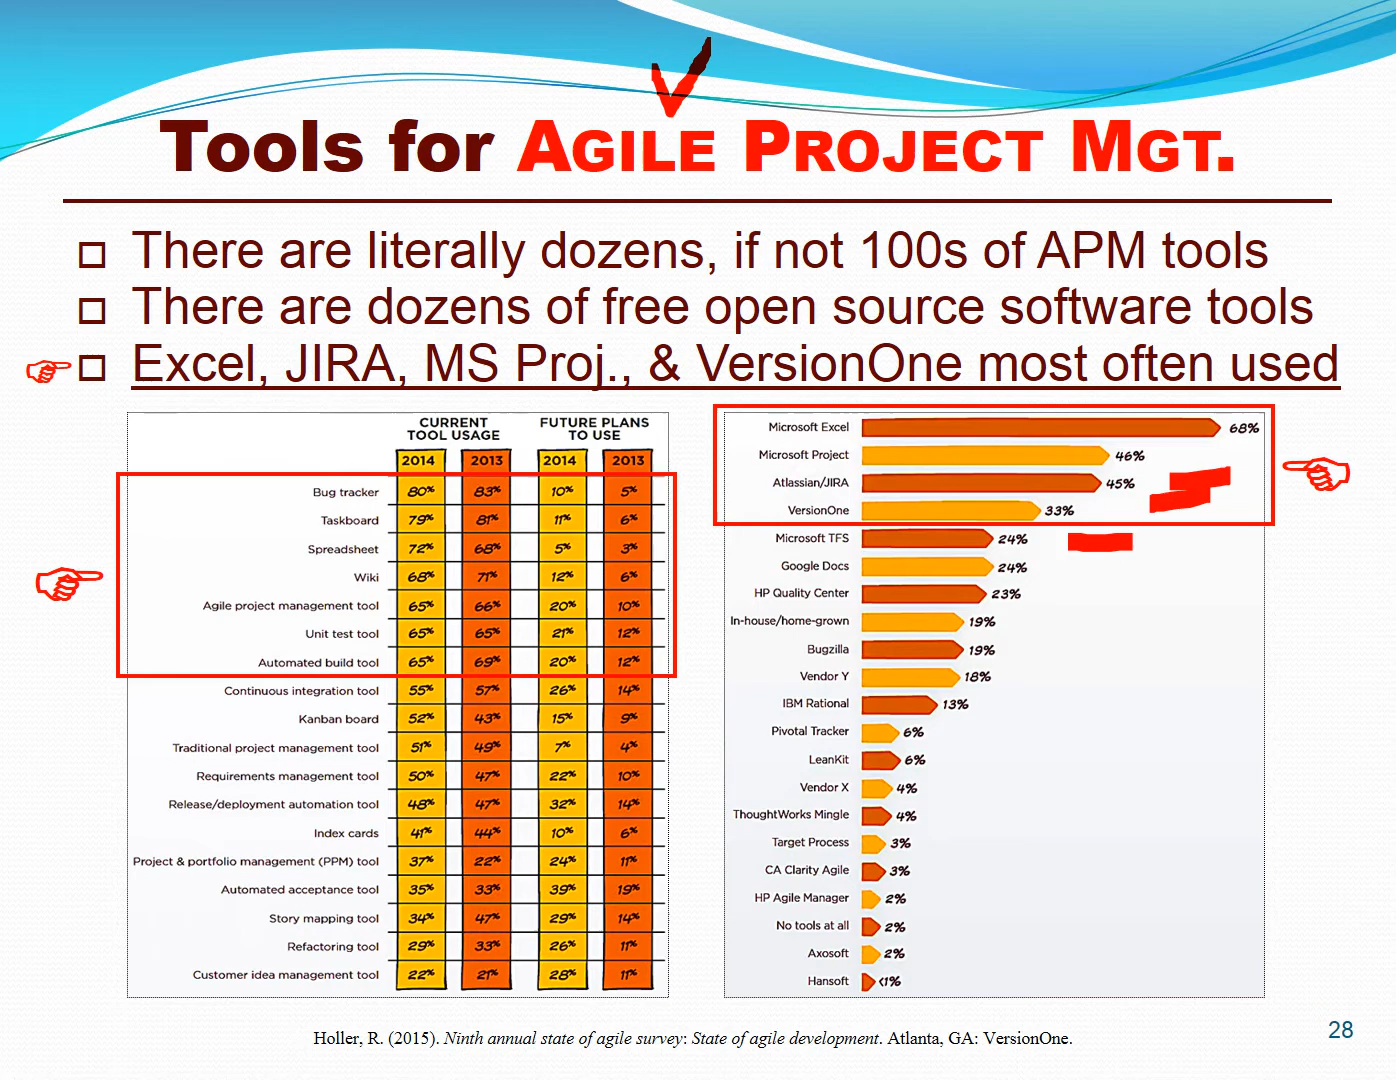 Tools for AGILE PROJECT MGT.
There are literally dozens, if not 100s of APM tools
There are dozens of free open source software tools
Excel, JIRA, MS Proj., & VersionOne most often used
CURRENT TOOL USAGE FUTURE PLANS TO USE
2014 2013 2014 2013
Bug tracker 80% 83% 10% 5%
Taskboard 79% 81% 11% 6%
Spreadsheet 72% 68% 5% 3%
Wiki 68% 71% 12% 6%
Agile project management tool 65% 66% 20% 10%
Unit test tool 65% 65% 21% 12%
Automated build tool 65% 69% 20% 12%
Continuous integration tool 55% 57% 26% 14%
Kanban board 52% 43% 15% 9%
Traditional project management tool 51% 49% 7% 4%
Requirements management tool 50% 47% 22% 10%
Release/deployment automation tool 48% 47% 32% 14%
Index cards 41% 44% 10% 6%
Project & portfolio management (PPM) tool 37% 22% 24% 11%
Automated acceptance tool 35% 33% 39% 19%
Story mapping tool 34% 47% 29% 14%
Refactoring tool 29% 33% 26% 11%
Customer idea management tool 22% 21% 28% 11%
Microsoft Excel 68%
Microsoft Project 46%
Atlassian/JIRA 45%
VersionOne 33%
Microsoft TFS 24%
Google Docs 24%
HP Quality Center 23%
In-house/home-grown 19%
Bugzilla 19%
Vendor Y 18%
IBM Rational 13%
Pivotal Tracker 6%
LeanKit 6%
Vendor X 4%
ThoughtWorks Mingle 4%
Target Process 3%
CA Clarity Agile 3%
HP Agile Manager 2%
No tools at all 2%
Axosoft 2%
Hansoft <1%
Holler, R. (2015). Ninth annual state of agile survey: State of agile development. Atlanta, GA: VersionOne.
28